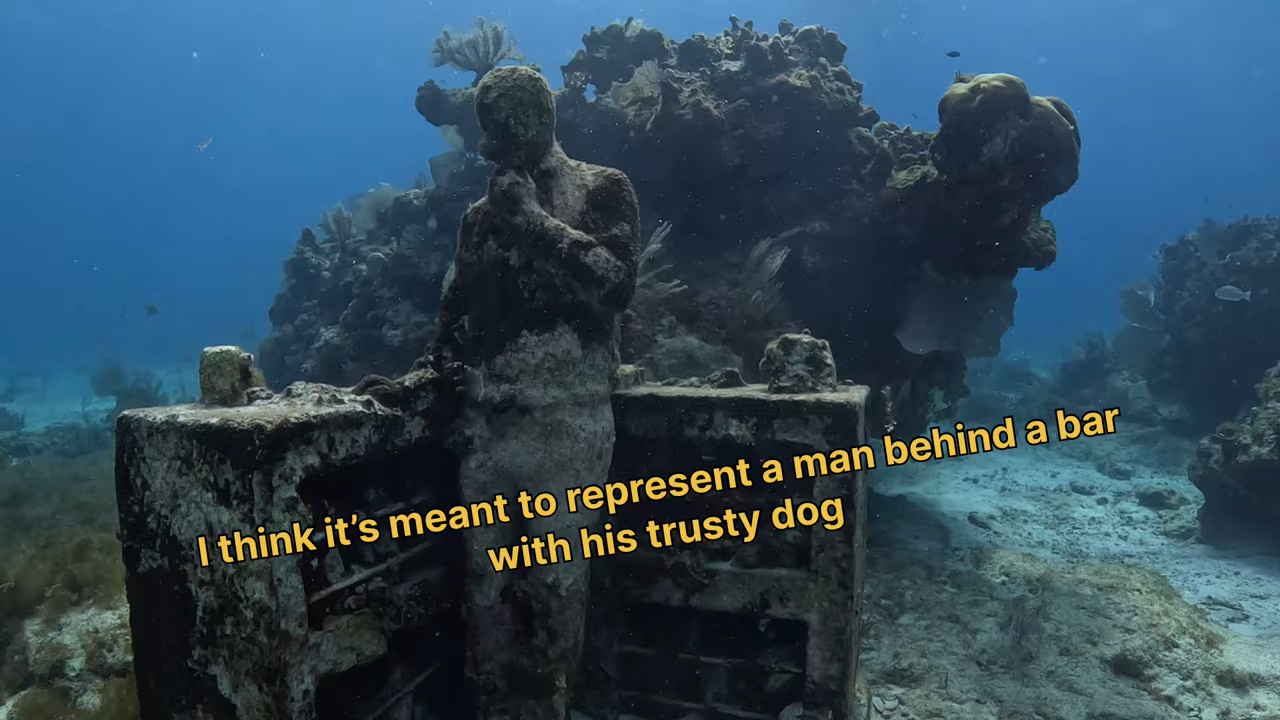 I think it’s meant to represent a man behind a bar
with his trusty dog